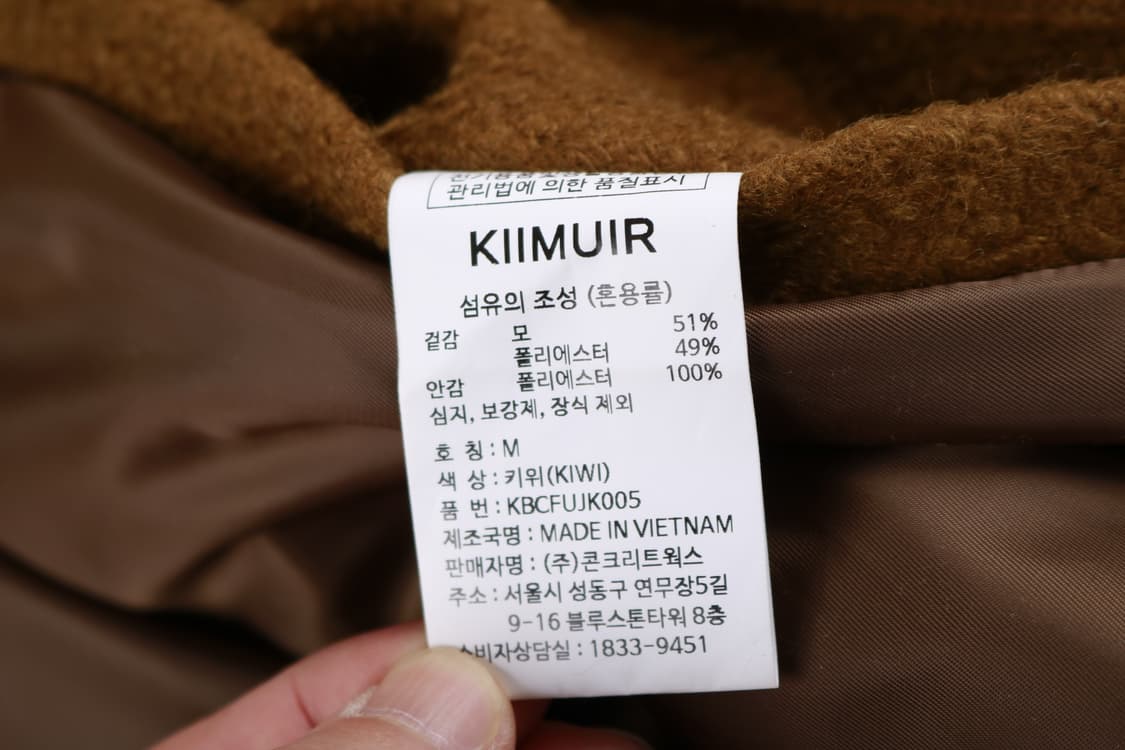 관리법에 의한 품질표시
KIIMUIR
섬유의 조성 (혼용률)
겉감 모 51%
폴리에스터 49%
안감 폴리에스터 100%
심지, 보강제, 장식 제외
호 칭 : M
색 상 : 키위(KIWI)
품 번 : KBCFUJK005
제조국명 : MADE IN VIETNAM
판매자명 : (주)콘크리트웍스
주소 : 서울시 성동구 연무장5길
9-16 블루스톤타워 8층
소비자상담실 : 1833-9451